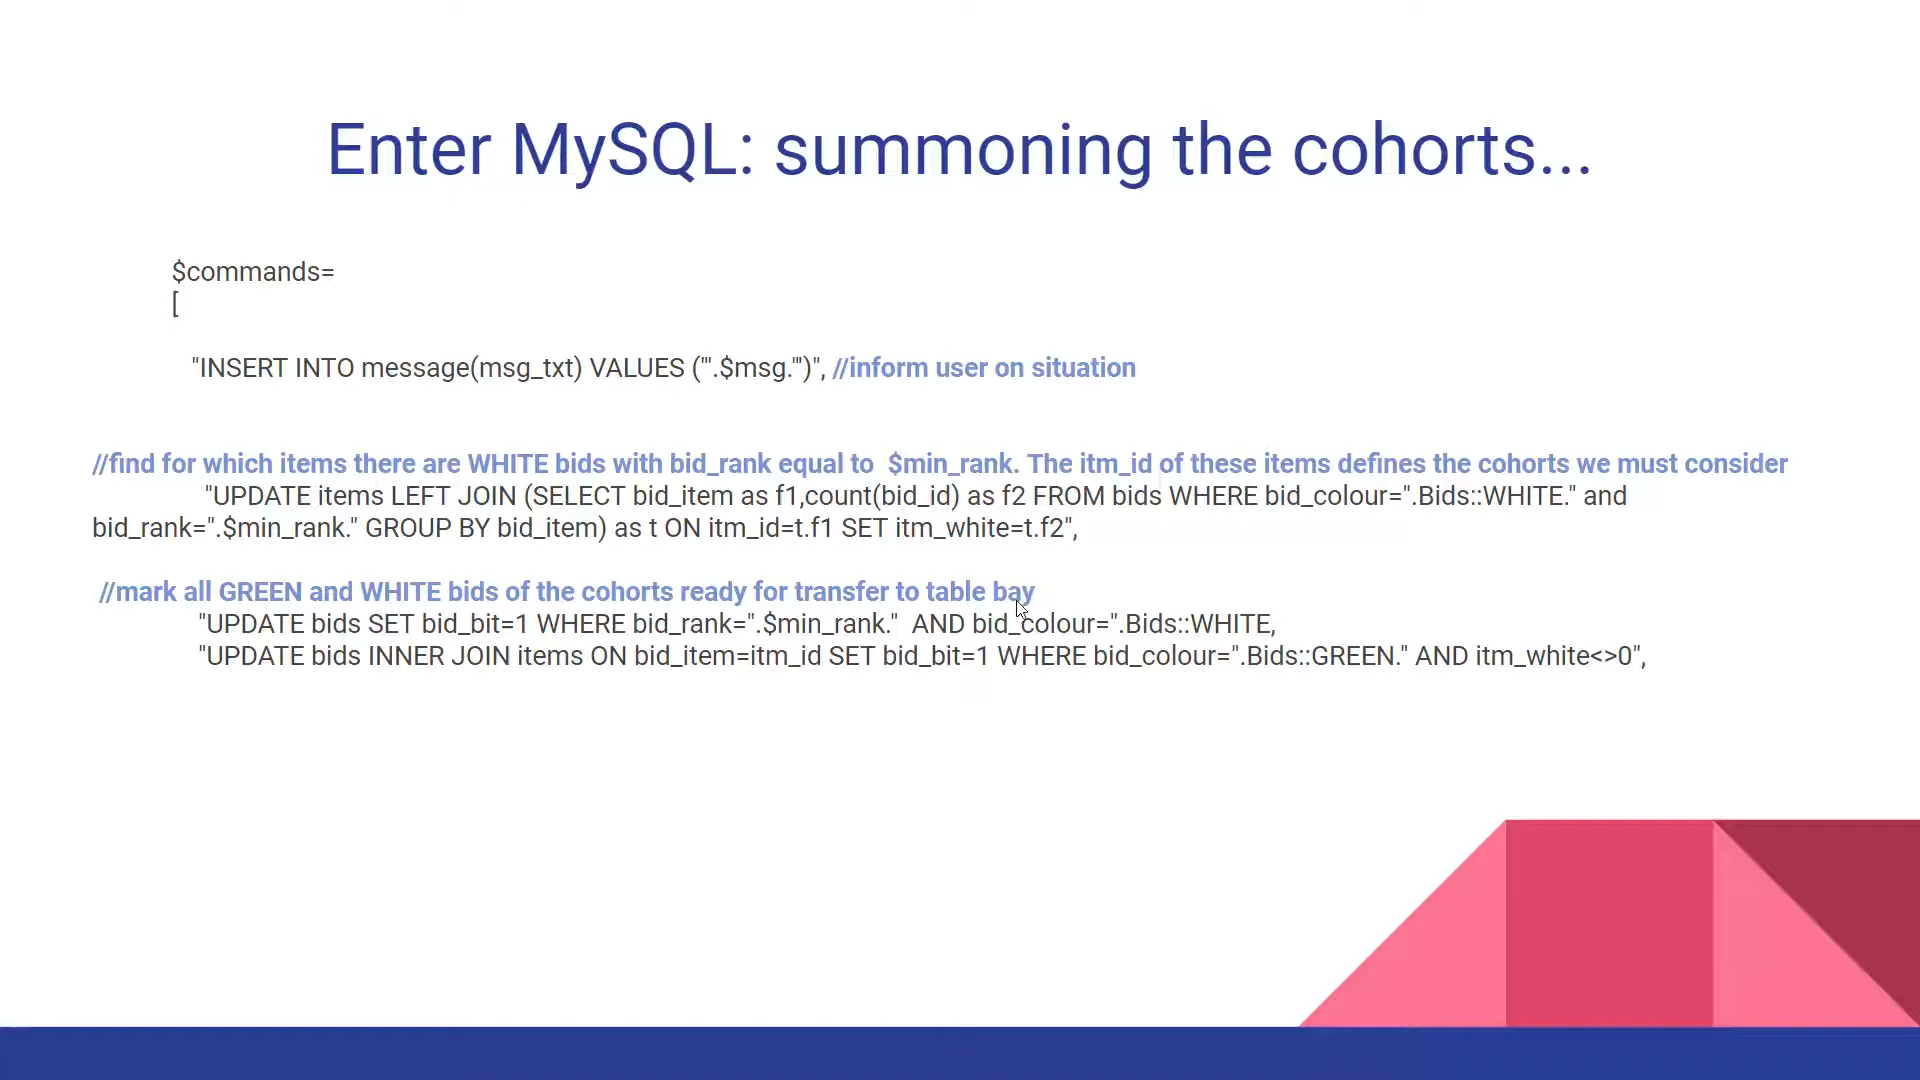 Enter MySQL: summoning the cohorts...
$commands=
[
"INSERT INTO message(msg_txt) VALUES ('".$msg."')", //inform user on situation
//find for which items there are WHITE bids with bid_rank equal to $min_rank. The itm_id of these items defines the cohorts we must consider
"UPDATE items LEFT JOIN (SELECT bid_item as f1,count(bid_id) as f2 FROM bids WHERE bid_colour=".Bids::WHITE." and
bid_rank=".$min_rank." GROUP BY bid_item) as t ON itm_id=t.f1 SET itm_white=t.f2",
//mark all GREEN and WHITE bids of the cohorts ready for transfer to table bay
"UPDATE bids SET bid_bit=1 WHERE bid_rank=".$min_rank." AND bid_colour=".Bids::WHITE,
"UPDATE bids INNER JOIN items ON bid_item=itm_id SET bid_bit=1 WHERE bid_colour=".Bids::GREEN." AND itm_white<>0",